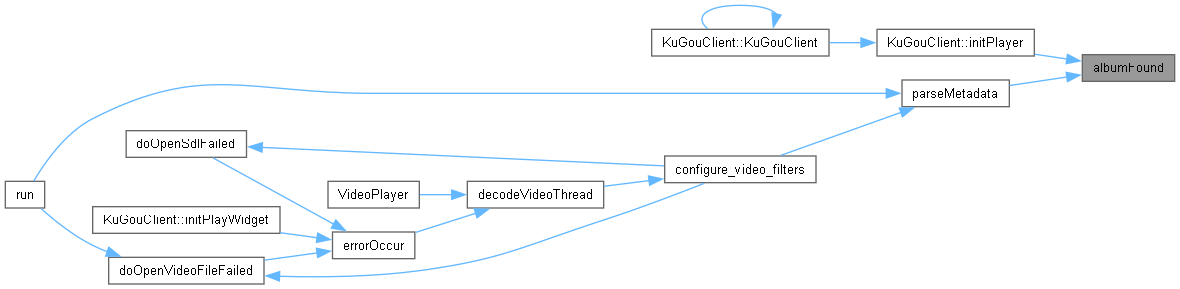 KuGouClient::KuGouClient
KuGouClient::initPlayer
albumFound
parseMetadata
doOpenSdlFailed
configure_video_filters
run
VideoPlayer
decodeVideoThread
KuGouClient::initPlayWidget
errorOccur
doOpenVideoFileFailed